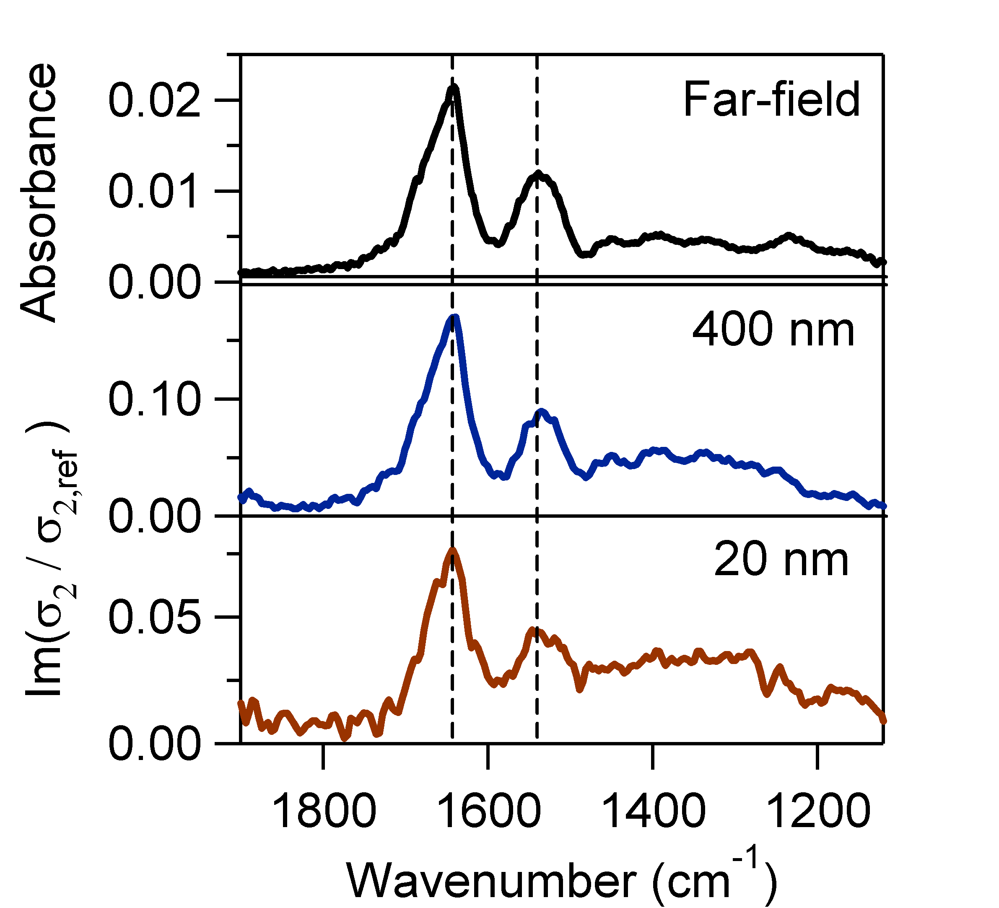 Absorbance
0.02
0.01
0.00
Far-field
400 nm
0.10
0.00
Im(σ2 / σ2,ref )
20 nm
0.05
0.00
1800 1600 1400 1200
Wavenumber (cm-1)